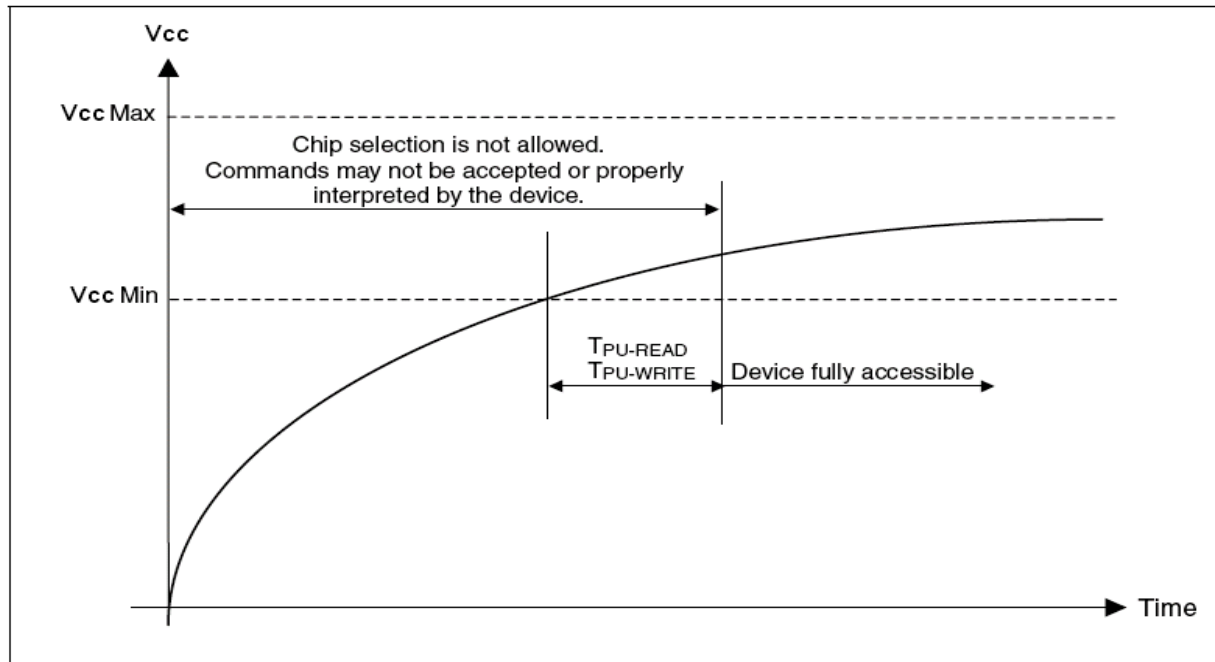 Vcc
Vcc Max
Chip selection is not allowed.
Commands may not be accepted or properly
interpreted by the device.
Vcc Min
TPU-READ
TPU-WRITE
Device fully accessible
Time